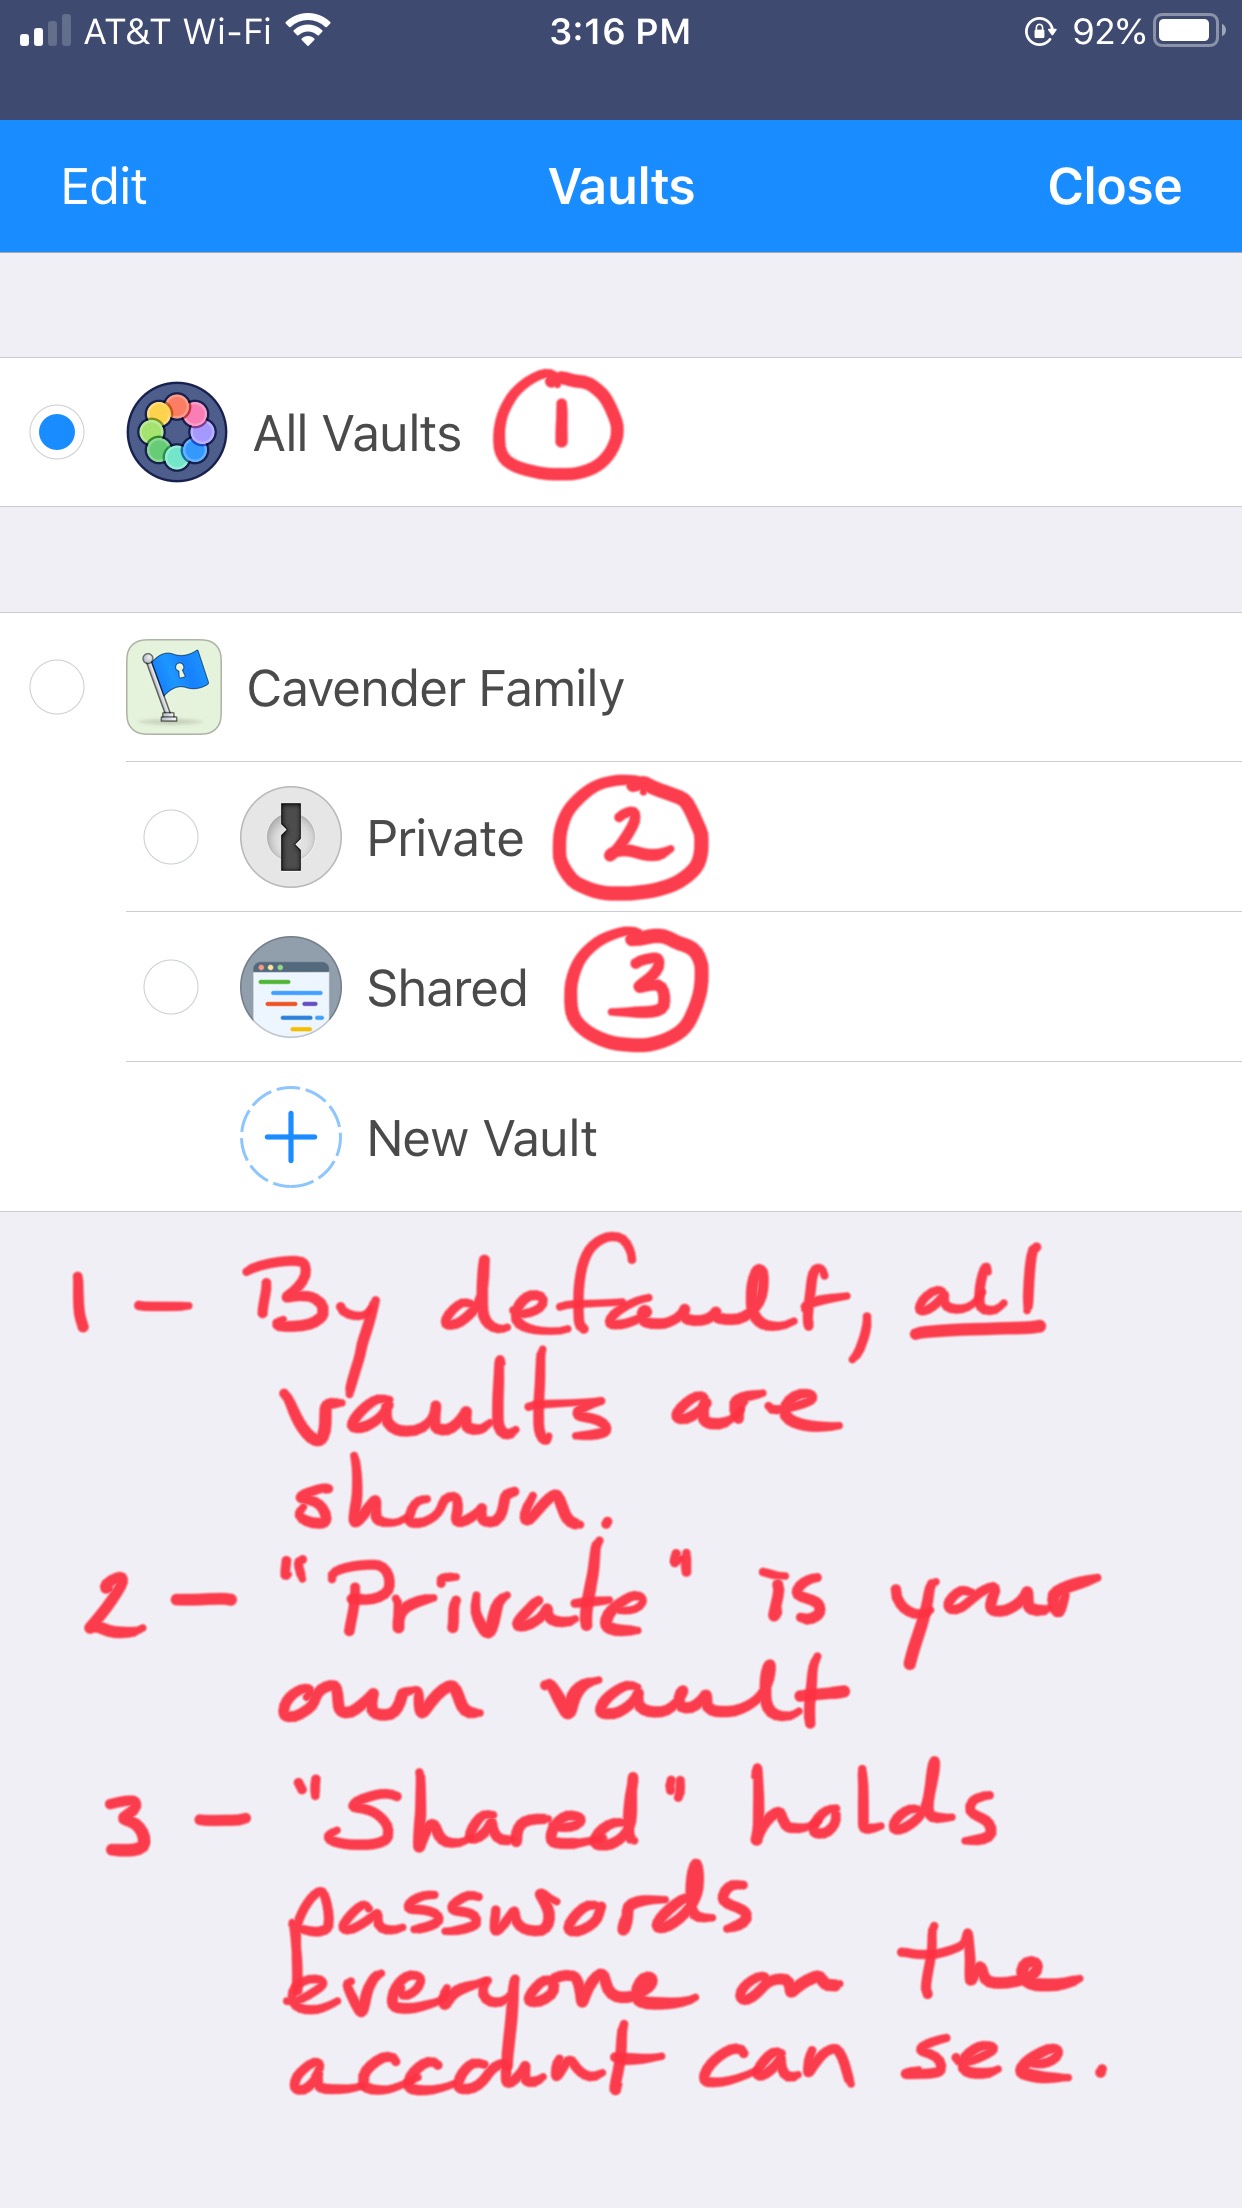 AT&T Wi-Fi 3:16 PM 92%
Edit Vaults Close
All Vaults 1
Cavender Family
Private 2
Shared 3
New Vault
1 - By default, all
vaults are
shown.
2 - "Private" is your
own vault
3 - "Shared" holds
passwords
everyone on the
account can see.